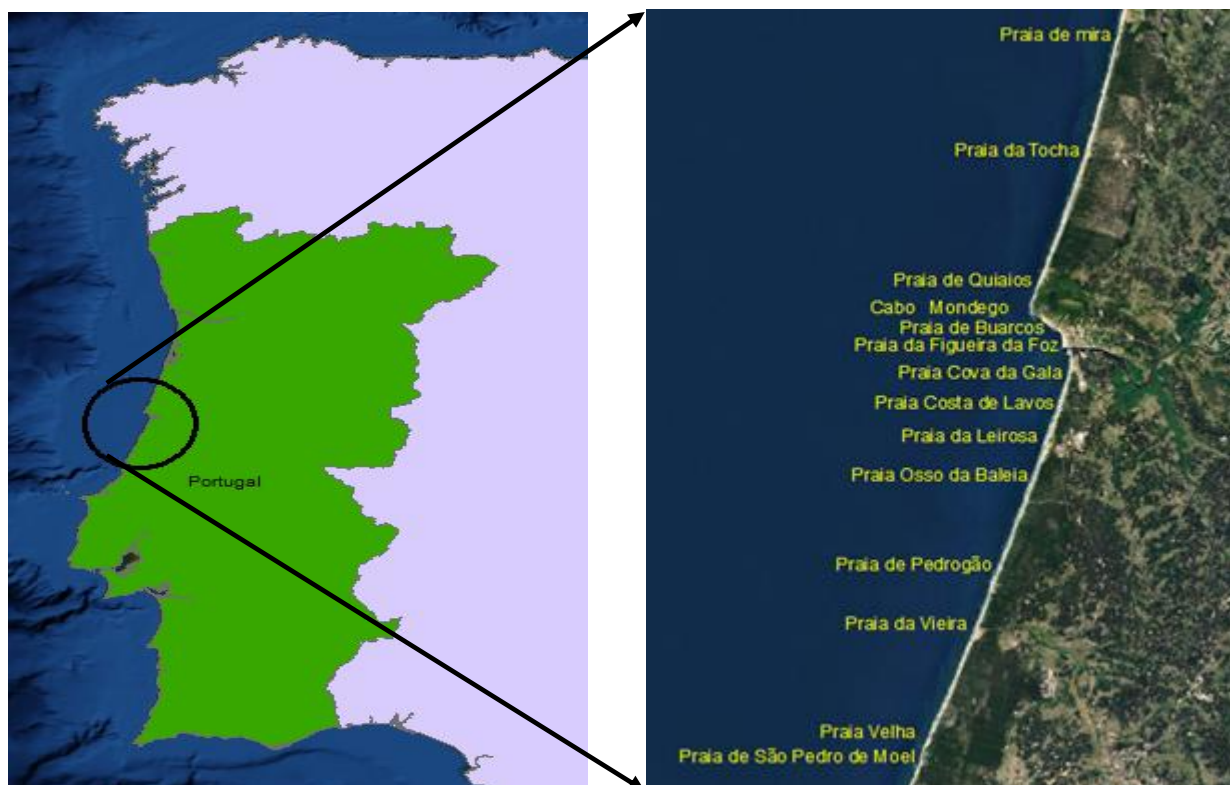 Portugal
Praia de mira
Praia da Tocha
Praia de Quiaios
Cabo Mondego
Praia de Buarcos
Praia da Figueira da Foz
Praia Cova da Gala
Praia Costa de Lavos
Praia da Leirosa
Praia Osso da Baleia
Praia de Pedrogão
Praia da Vieira
Praia Velha
Praia de São Pedro de Moel